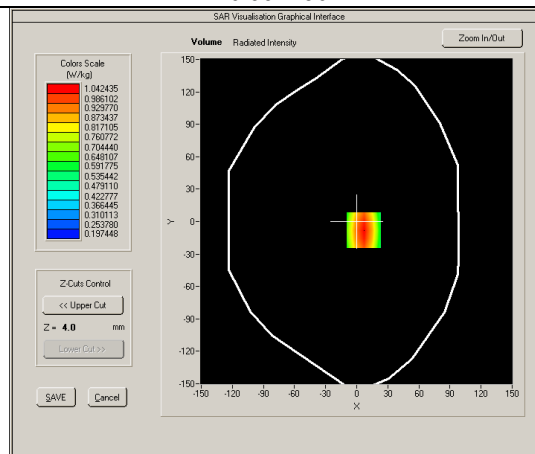 SAR Visualisation Graphical Interface
Volume Radiated Intensity
Zoom In/Out
Colors Scale
(W/kg)
1.042435
0.986102
0.929770
0.873437
0.817105
0.760772
0.704440
0.648107
0.591775
0.535442
0.479110
0.422777
0.366445
0.310113
0.253780
0.197448
Z-Cuts Control
<< Upper Cut
Z = 4.0 mm
Lower Cut >>
SAVE Cancel
150
120
90
60
30
0
-30
-60
-90
-120
-150
Y
-150 -120 -90 -60 -30 0 30 60 90 120 150
X